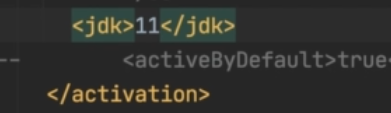 <jdk>11</jdk>
-- <activeByDefault>true<
</activation>